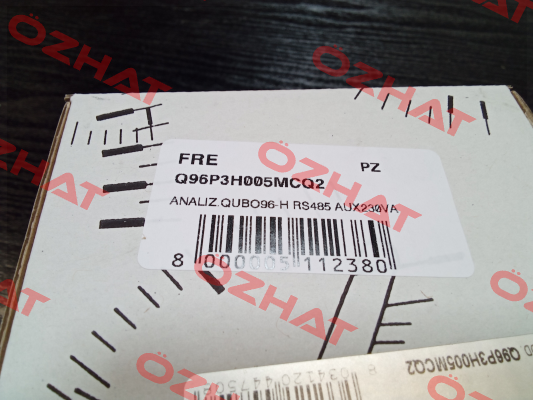 FRE PZ
Q96P3H005MCQ2
ANALIZ.QUBO96-H RS485 AUX230VA
8 000005 112380
Q96P3H005MCQ2
ÖZHAT
ÖZHAT
ÖZHAT
ÖZHAT
ÖZHAT
ÖZHAT